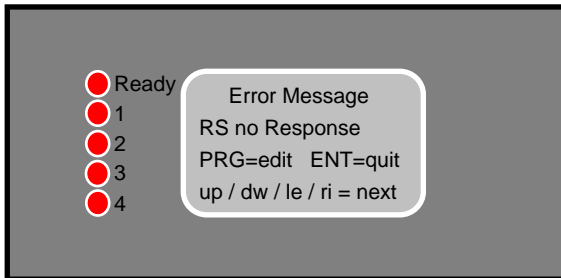 Ready
1
2
3
4
Error Message
RS no Response
PRG=edit ENT=quit
up / dw / le / ri = next